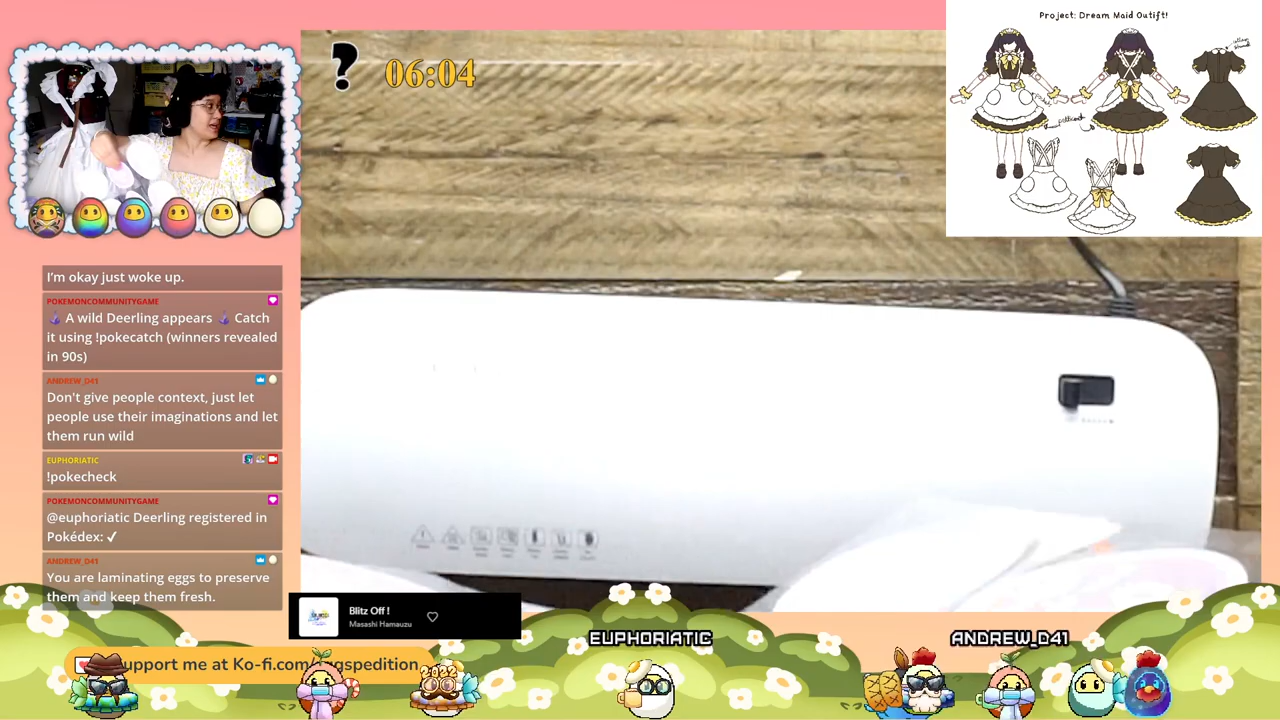 Project: Dream Maid Outift!
? 06:04
I'm okay just woke up.
POKEMONCOMMUNITYGAME
A wild Deerling appears Catch
it using !pokecatch (winners revealed
in 90s)
ANDREW_D41
Don't give people context, just let
people use their imaginations and let
them run wild
EUPHORIATIC
!pokecheck
POKEMONCOMMUNITYGAME
@euphoriatic Deerling registered in
Pokédex: ✓
ANDREW_D41
You are laminating eggs to preserve
them and keep them fresh.
Blitz Off !
Masashi Hamauzu
EUPHORIATIC
ANDREW_D41
upport me at Ko-fi.com/
gspedition
2022